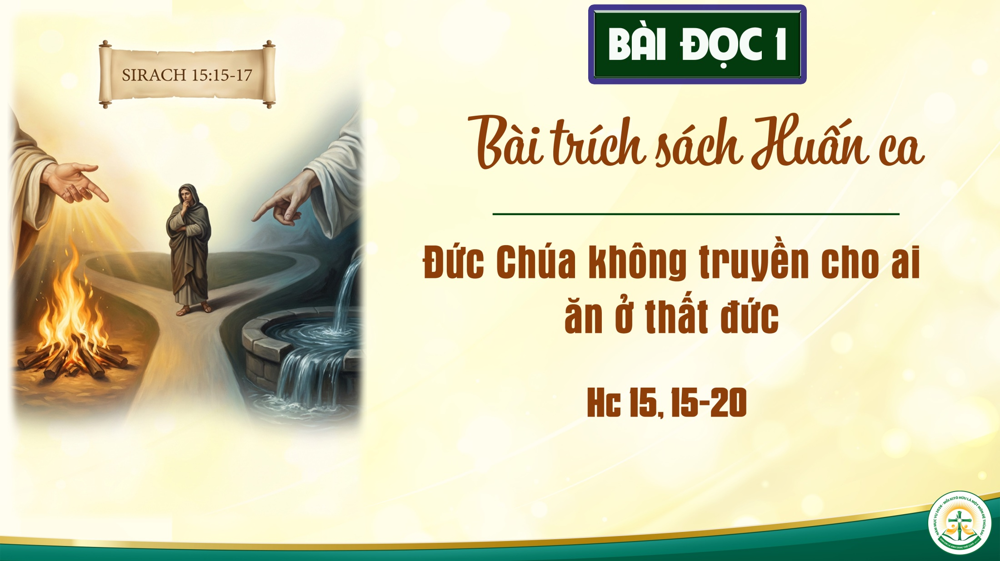 SIRACH 15:15-17
BÀI ĐỌC 1
Bài trích sách Huấn ca
Đức Chúa không truyền cho ai
ăn ở thất đức
Hc 15, 15-20
NĂM MỤC VỤ 2026 - MỖI KITÔ HỮU LÀ MỘT MÔN ĐỆ THỪA SAI
ANH EM LÀ ÁNH SÁNG THẾ GIAN